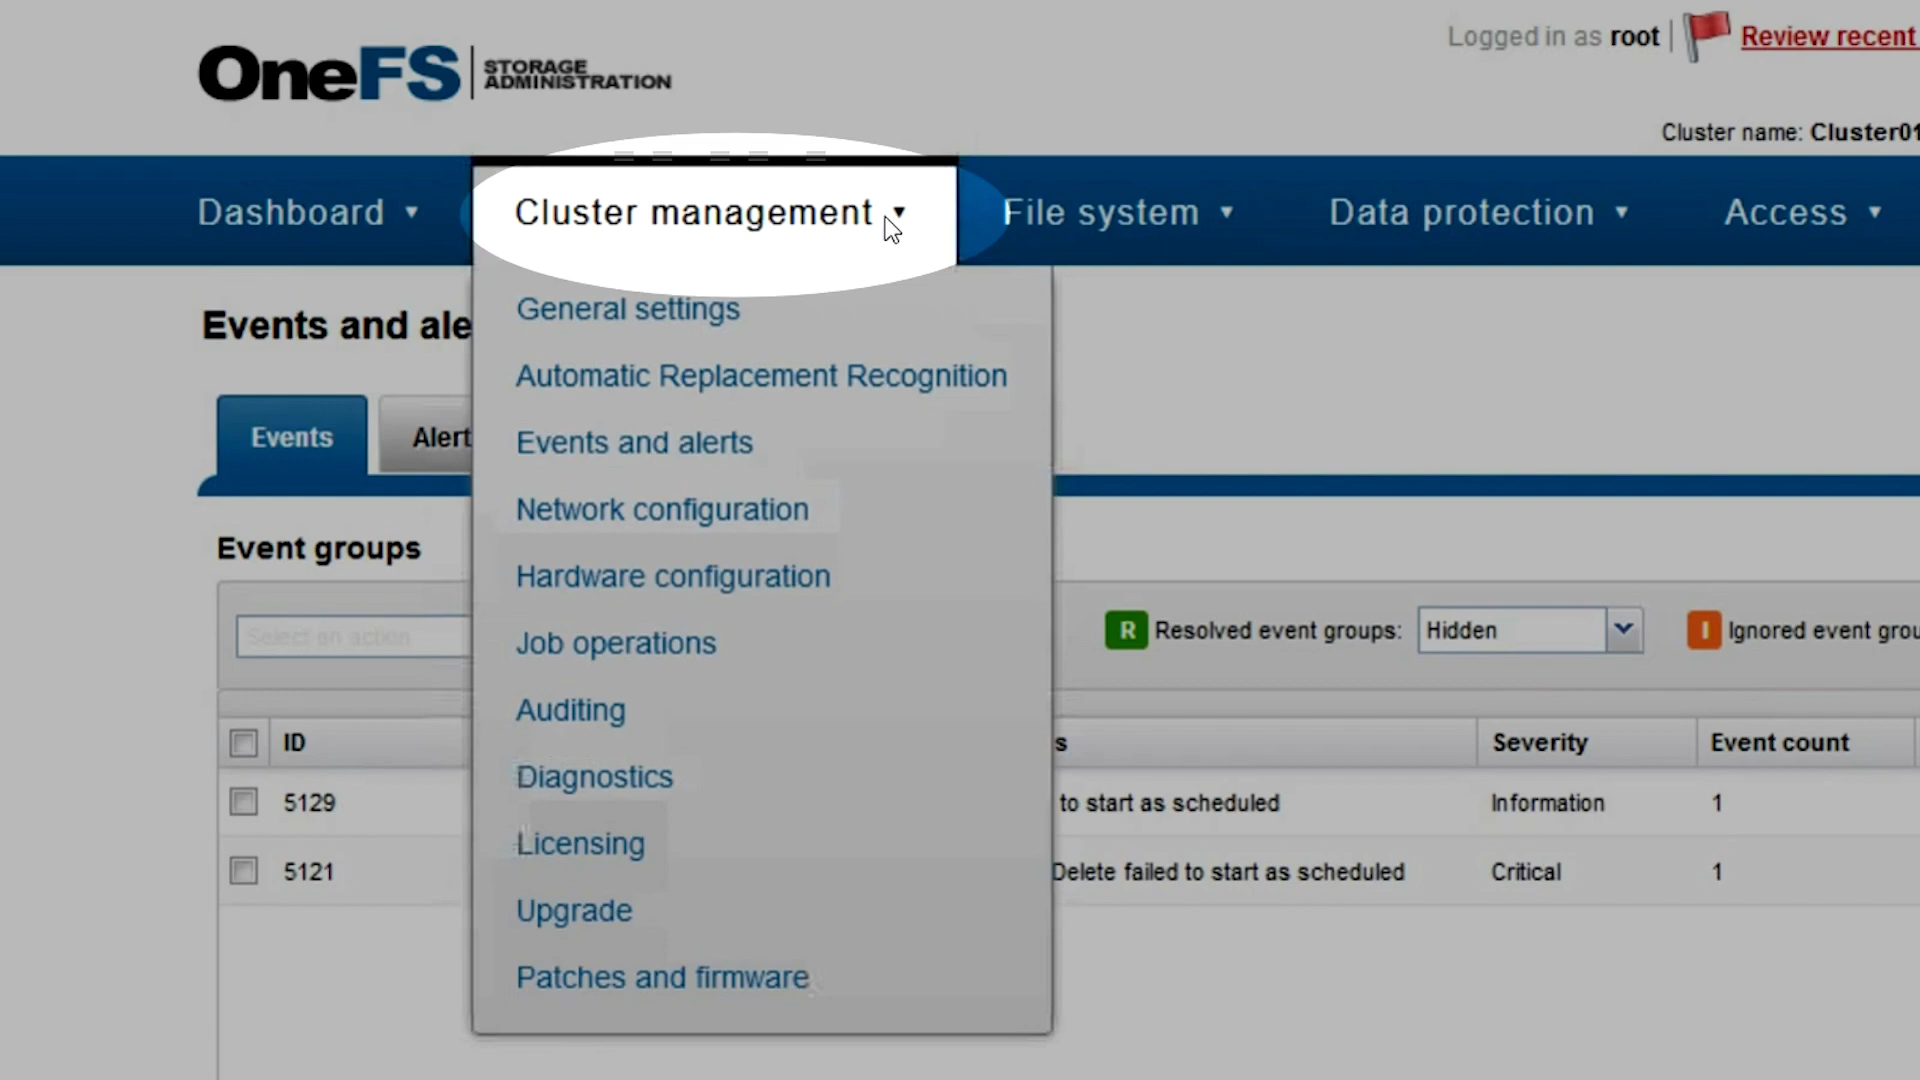 OneFS STORAGE ADMINISTRATION
Logged in as root
Review recent
Cluster name: Cluster01
Dashboard
Cluster management
File system
Data protection
Access
Events and ale
Events
Alert
General settings
Automatic Replacement Recognition
Events and alerts
Network configuration
Hardware configuration
Job operations
Auditing
Diagnostics
Licensing
Upgrade
Patches and firmware
Event groups
Select an action
R Resolved event groups: Hidden
I Ignored event grou
ID s Severity Event count
5129 to start as scheduled Information 1
5121 Delete failed to start as scheduled Critical 1